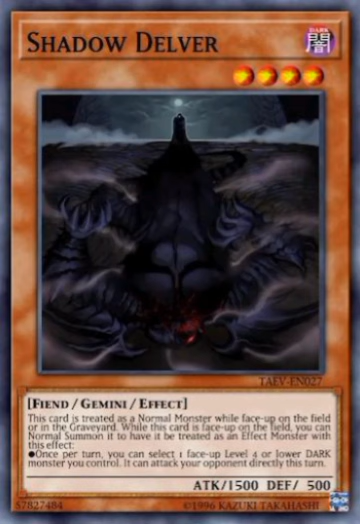 SHADOW DELVER
DARK
闇
TAEV-EN027
[FIEND / GEMINI / EFFECT]
This card is treated as a Normal Monster while face-up on the field
or in the Graveyard. While this card is face-up on the field, you can
Normal Summon it to have it be treated as an Effect Monster with
this effect:
●Once per turn, you can select 1 face-up Level 4 or lower DARK
monster you control. It can attack your opponent directly this turn.
ATK/1500 DEF/ 500
57827484 ©1996 KAZUKI TAKAHASHI